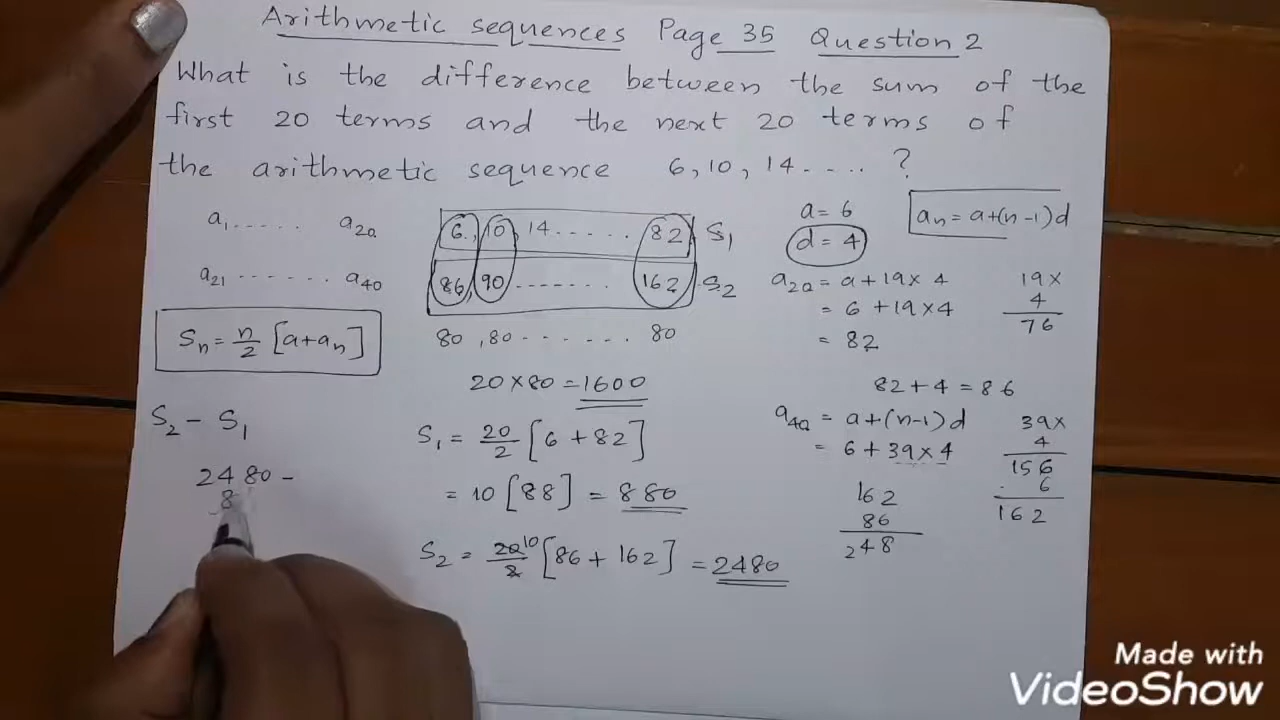 Arithmetic sequences Page 35 Question 2
What is the difference between the sum of the
first 20 terms and the next 20 terms of
the arithmetic sequence 6, 10, 14 .... ?
a₁ ..... a₂₀
a₂₁ ...... a₄₀
Sₙ = n/2 [a+aₙ]
S₂ - S₁
2480 -
8
6, 10, 14 ..... 82 S₁
86, 90 ....... 162 S₂
80, 80 ...... 80
20×80 = 1600
S₁ = 20/2 [6 + 82]
= 10 [88] = 880
S₂ = 20/2 10 [86 + 162] = 2480
a = 6
d = 4
aₙ = a+(n-1)d
a₂₀ = a + 19 × 4
= 6 + 19×4
= 82
19×
4
76
82 + 4 = 86
a₄₀ = a+(n-1)d
= 6 + 39×4
39×
4
156
6
162
162
86
248
Made with
VideoShow